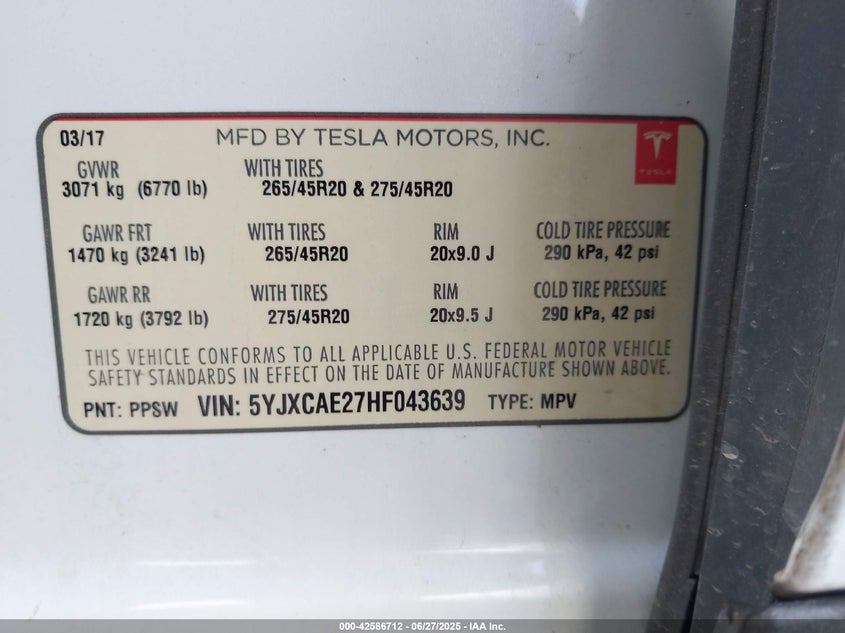 03/17 MFD BY TESLA MOTORS, INC.
TESLA
GVWR WITH TIRES
3071 kg (6770 lb) 265/45R20 & 275/45R20
GAWR FRT WITH TIRES RIM COLD TIRE PRESSURE
1470 kg (3241 lb) 265/45R20 20x9.0 J 290 kPa, 42 psi
GAWR RR WITH TIRES RIM COLD TIRE PRESSURE
1720 kg (3792 lb) 275/45R20 20x9.5 J 290 kPa, 42 psi
THIS VEHICLE CONFORMS TO ALL APPLICABLE U.S. FEDERAL MOTOR VEHICLE
SAFETY STANDARDS IN EFFECT ON THE DATE OF MANUFACTURE SHOWN ABOVE.
PNT: PPSW VIN: 5YJXCAE27HF043639 TYPE: MPV
000-42586712 - 06/27/2025 - IAA Inc.